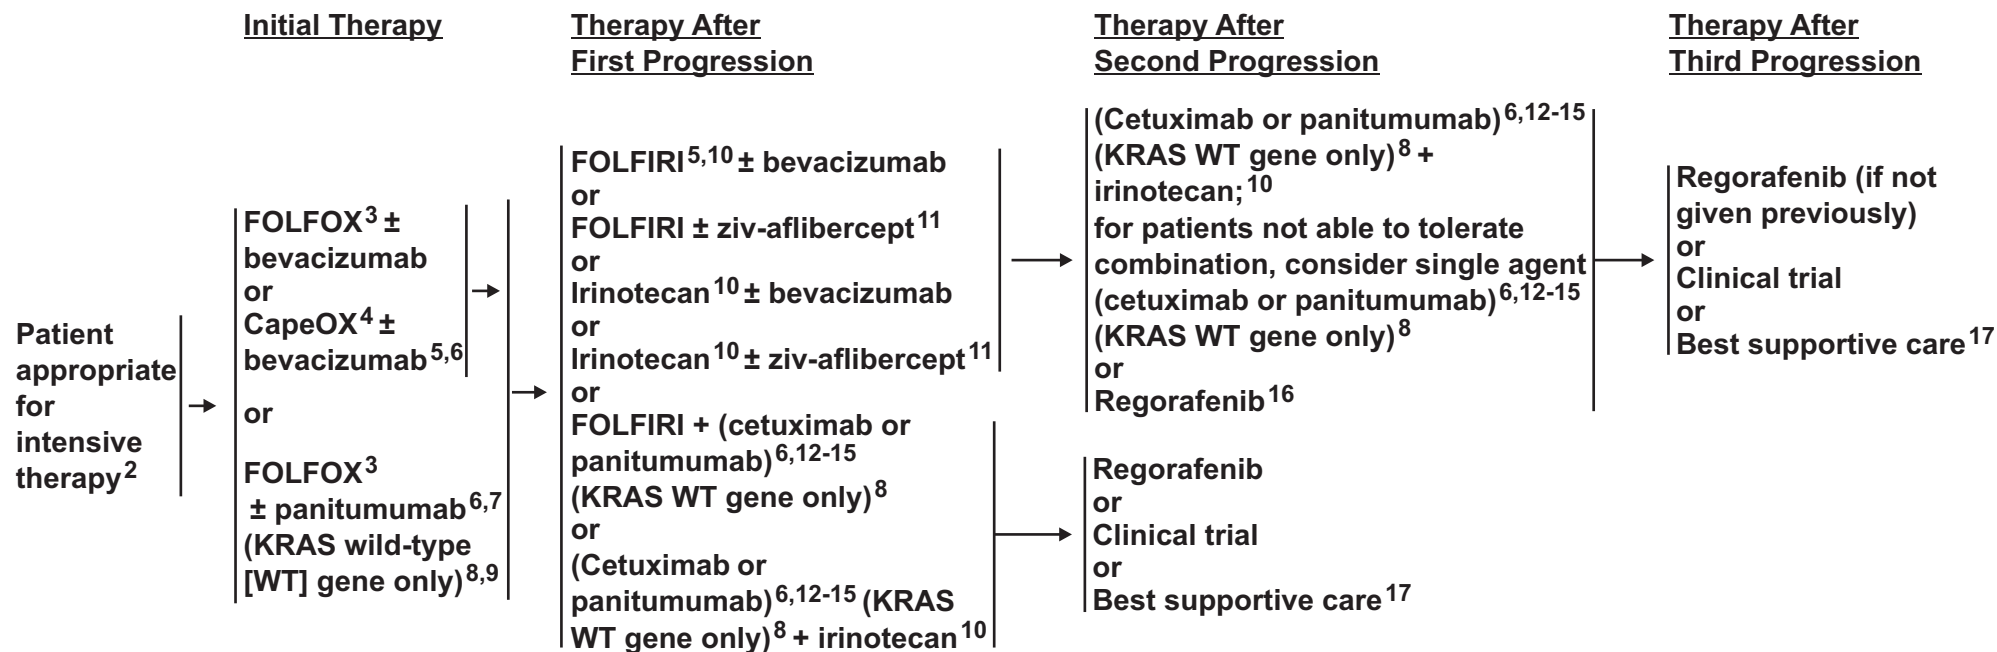 Initial Therapy
Therapy After
First Progression
Therapy After
Second Progression
Therapy After
Third Progression
Patient
appropriate
for
intensive
therapy2
FOLFOX3 ±
bevacizumab
or
CapeOX4 ±
bevacizumab5,6
or
FOLFOX3
± panitumumab6,7
(KRAS wild-type
[WT] gene only)8,9
FOLFIRI5,10 ± bevacizumab
or
FOLFIRI ± ziv-aflibercept11
or
Irinotecan10 ± bevacizumab
or
Irinotecan10 ± ziv-aflibercept11
or
FOLFIRI + (cetuximab or
panitumumab)6,12-15
(KRAS WT gene only)8
or
(Cetuximab or
panitumumab)6,12-15 (KRAS
WT gene only)8 + irinotecan10
(Cetuximab or panitumumab)6,12-15
(KRAS WT gene only)8 +
irinotecan;10
for patients not able to tolerate
combination, consider single agent
(cetuximab or panitumumab)6,12-15
(KRAS WT gene only)8
or
Regorafenib16
Regorafenib
or
Clinical trial
or
Best supportive care17
Regorafenib (if not
given previously)
or
Clinical trial
or
Best supportive care17